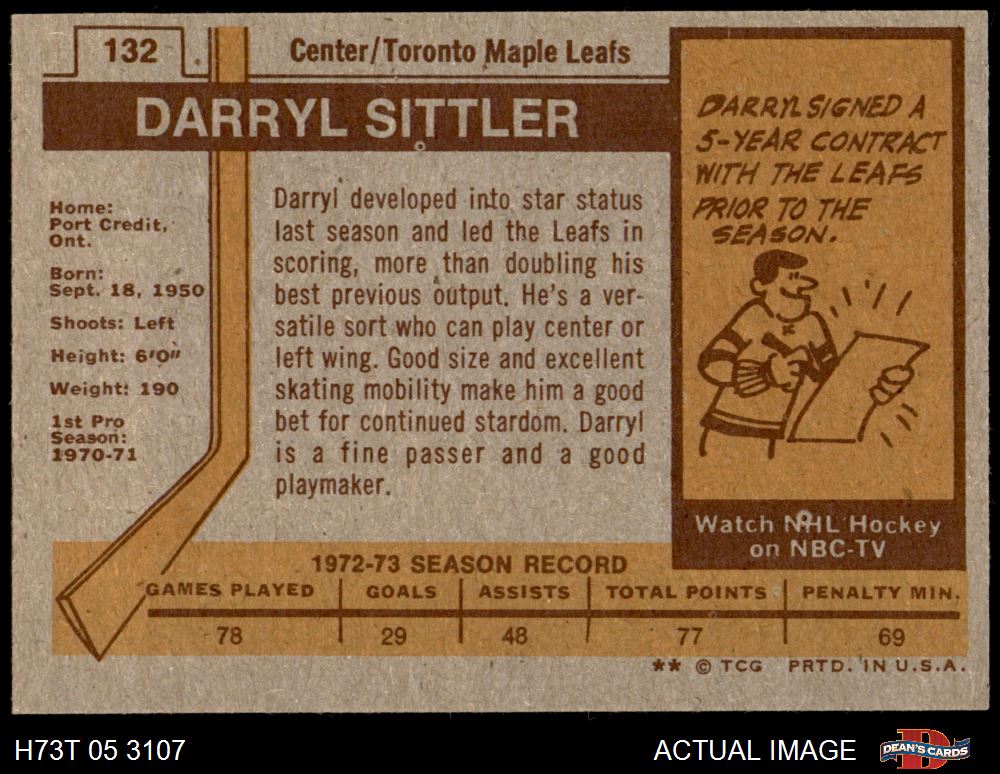 132
Center/Toronto Maple Leafs
DARRYL SITTLER
Home:
Port Credit,
Ont.
Born:
Sept. 18, 1950
Shoots: Left
Height: 6'0"
Weight: 190
1st Pro
Season:
1970-71
Darryl developed into star status
last season and led the Leafs in
scoring, more than doubling his
best previous output. He's a ver-
satile sort who can play center or
left wing. Good size and excellent
skating mobility make him a good
bet for continued stardom. Darryl
is a fine passer and a good
playmaker.
DARRYL SIGNED A
5-YEAR CONTRACT
WITH THE LEAFS
PRIOR TO THE
SEASON.
Watch NHL Hockey
on NBC-TV
1972-73 SEASON RECORD
GAMES PLAYED GOALS ASSISTS TOTAL POINTS PENALTY MIN.
78 29 48 77 69
** © TCG PRTD. IN U.S.A.
H73T 05 3107
ACTUAL IMAGE
DEAN'S CARDS